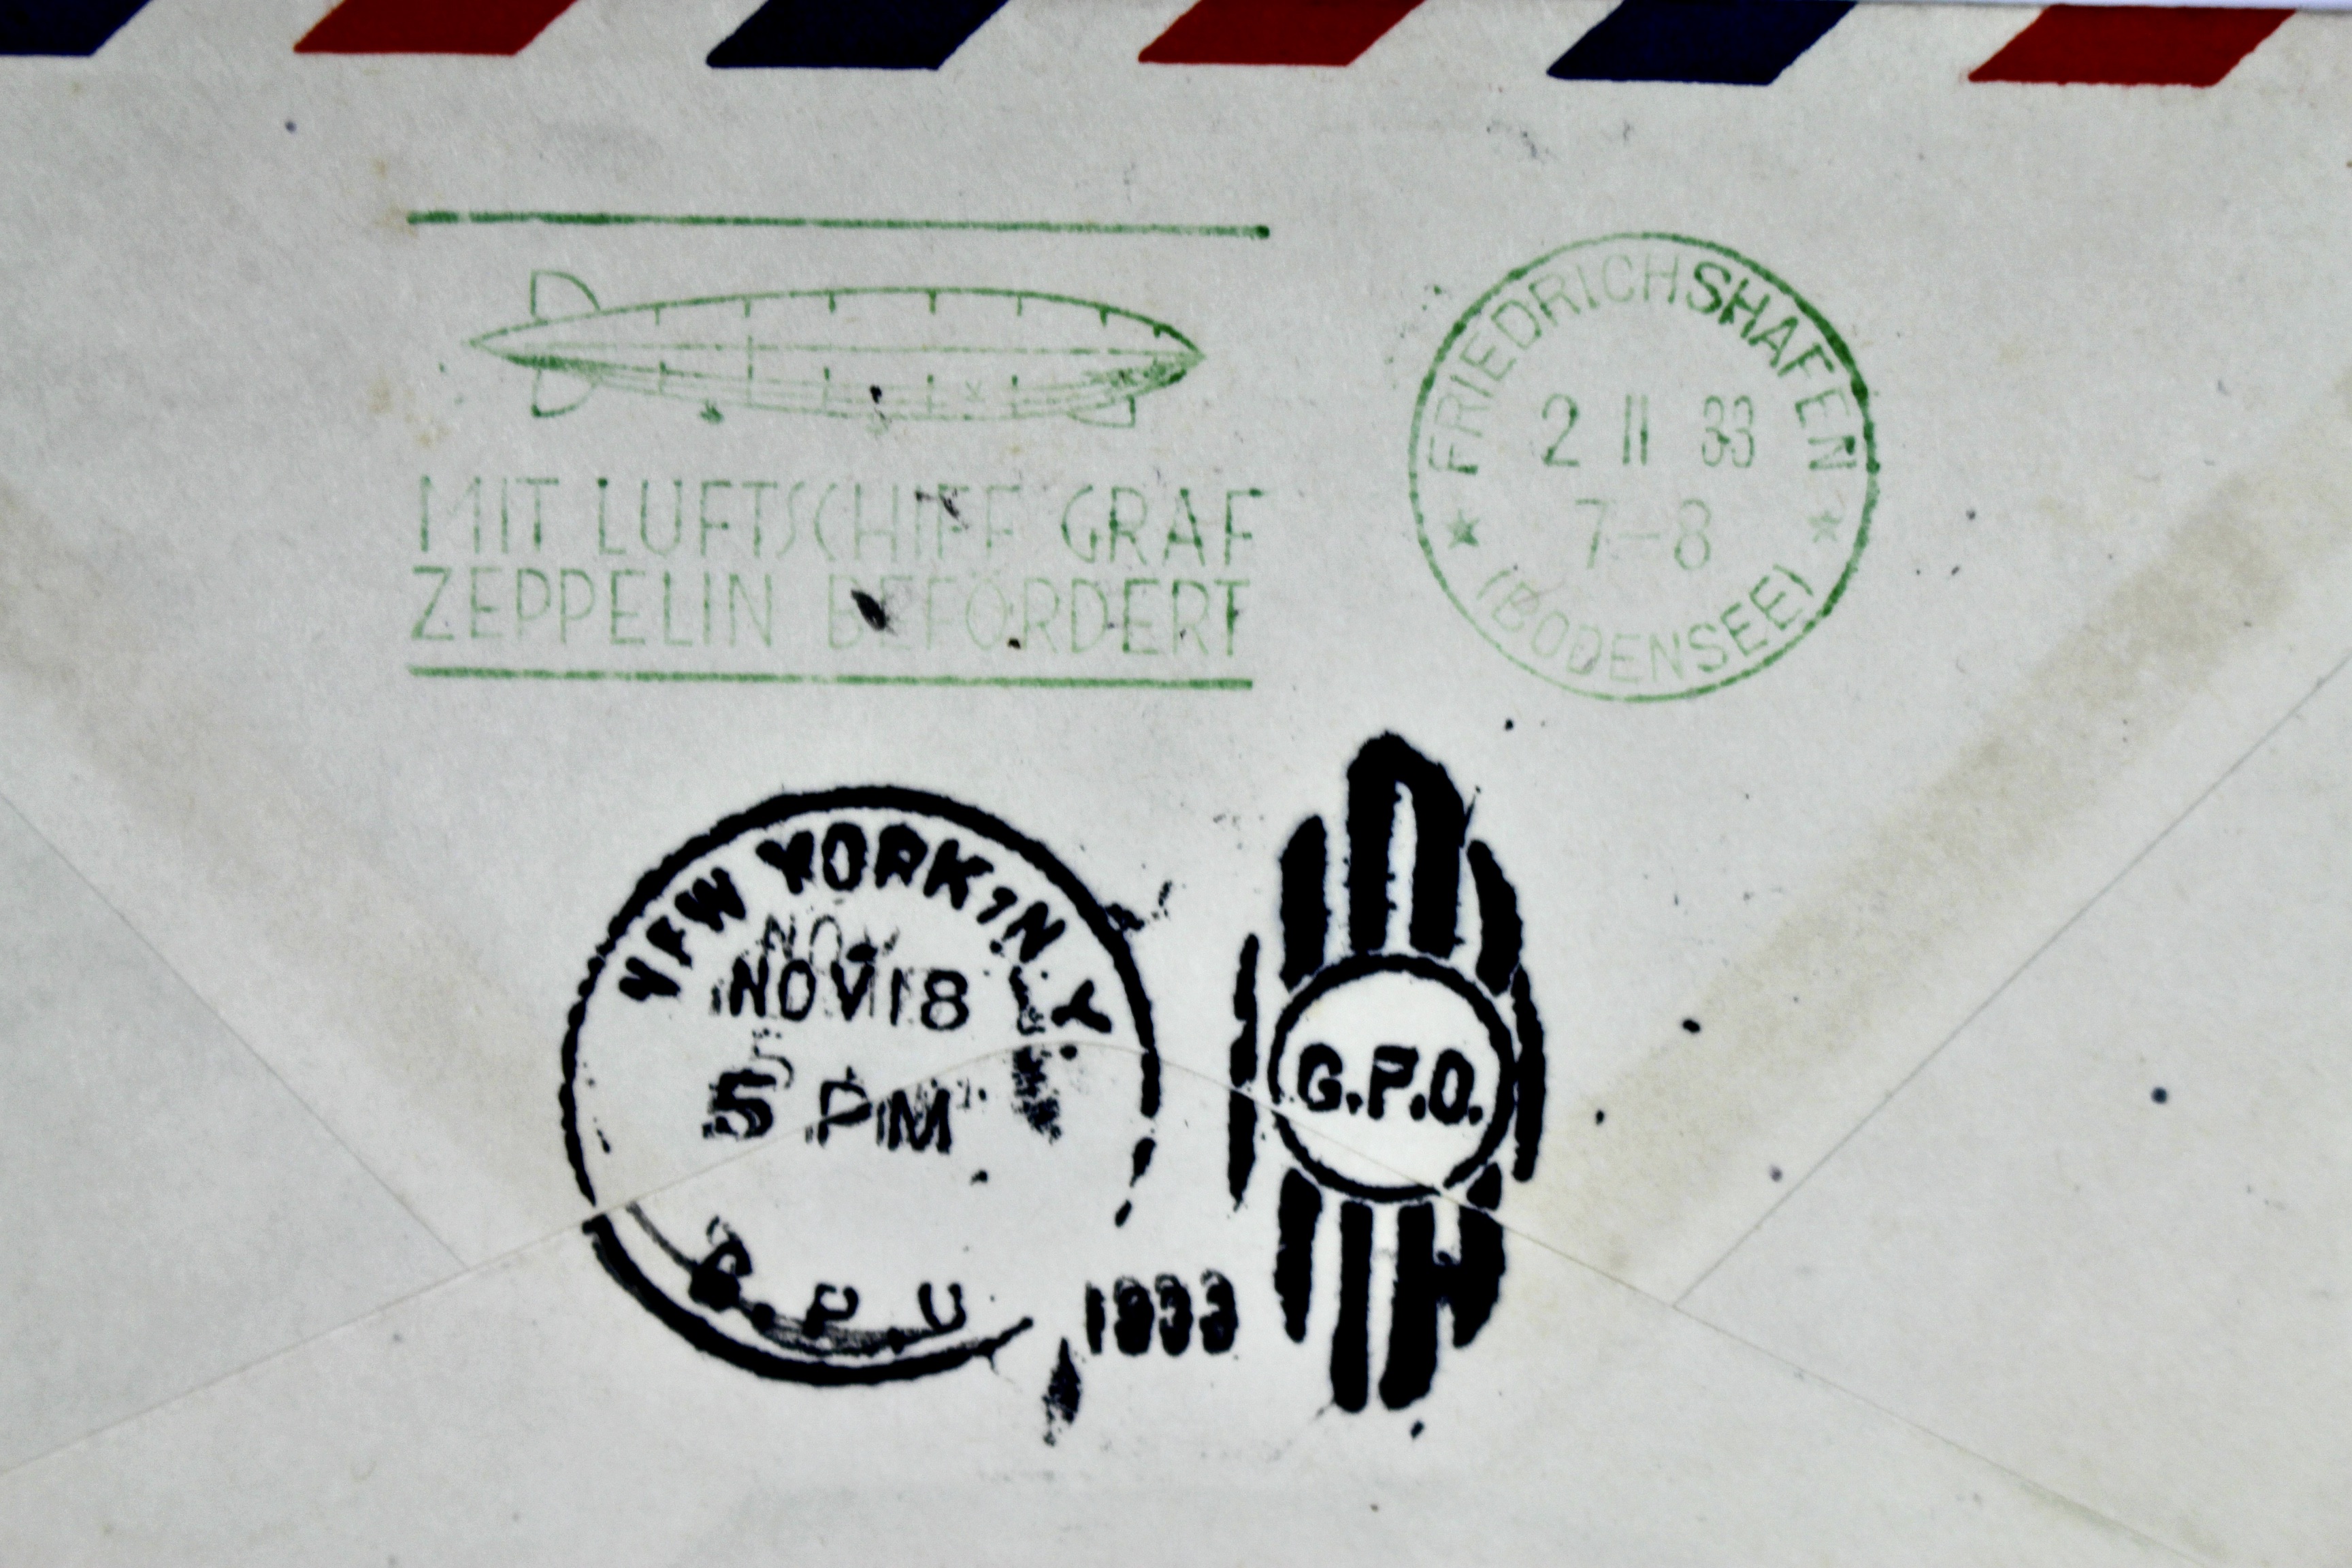 MIT LUFTSCHIFF GRAF
ZEPPELIN BEFÖRDERT
FRIEDRICHSHAFEN
2 11 33
7-8
(BODENSEE)
NEW YORK, N.Y.
NOV 18
5 PM
G.P.O.
1933
G.P.O.